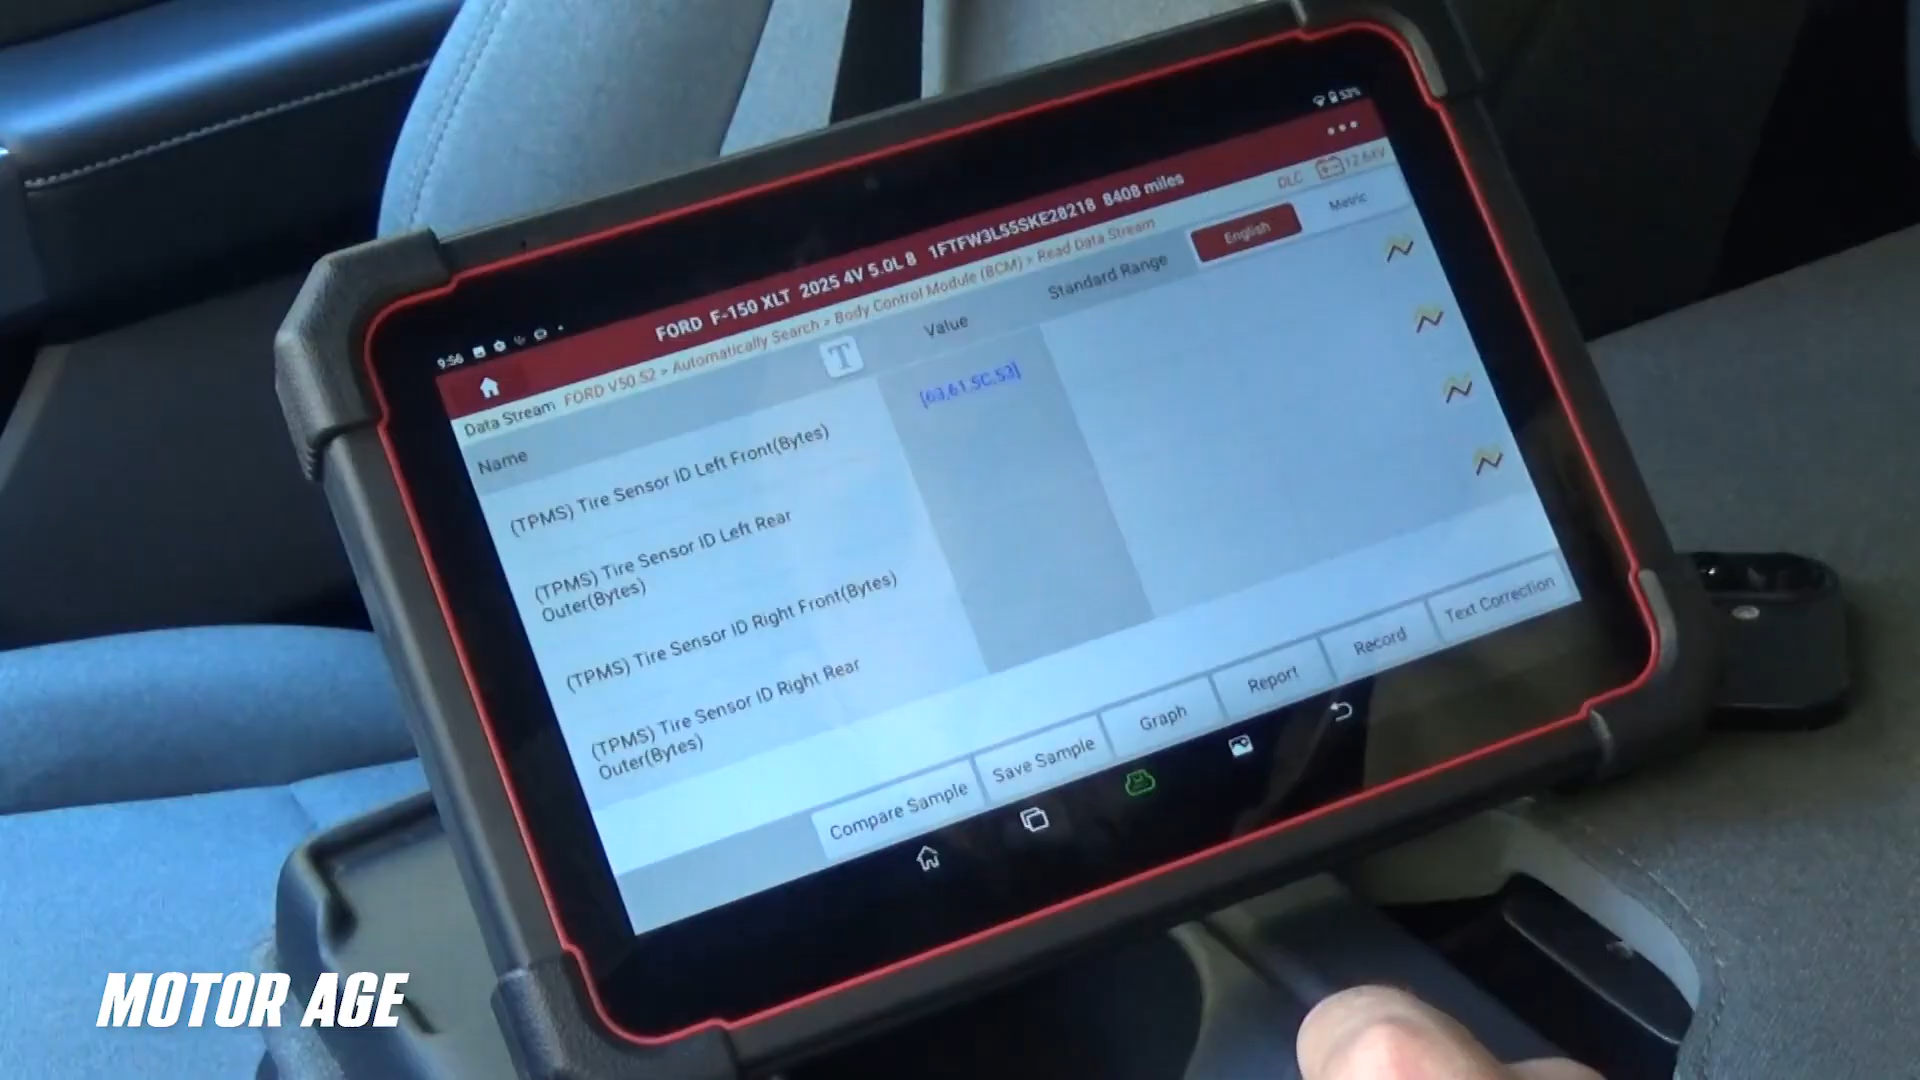 9:56
53%
FORD F-150 XLT 2025 4V 5.0L 8 1FTFW3L55SKE28218 8408 miles
Data Stream FORD V50.52 > Automatically Search > Body Control Module (BCM) > Read Data Stream
DLC
Name
T
Value
Standard Range
English
Metric
(TPMS) Tire Sensor ID Left Front(Bytes)
[63,61,5C,53]
(TPMS) Tire Sensor ID Left Rear
Outer(Bytes)
(TPMS) Tire Sensor ID Right Front(Bytes)
(TPMS) Tire Sensor ID Right Rear
Outer(Bytes)
Compare Sample
Save Sample
Graph
Report
Record
Text Correction
MOTOR AGE